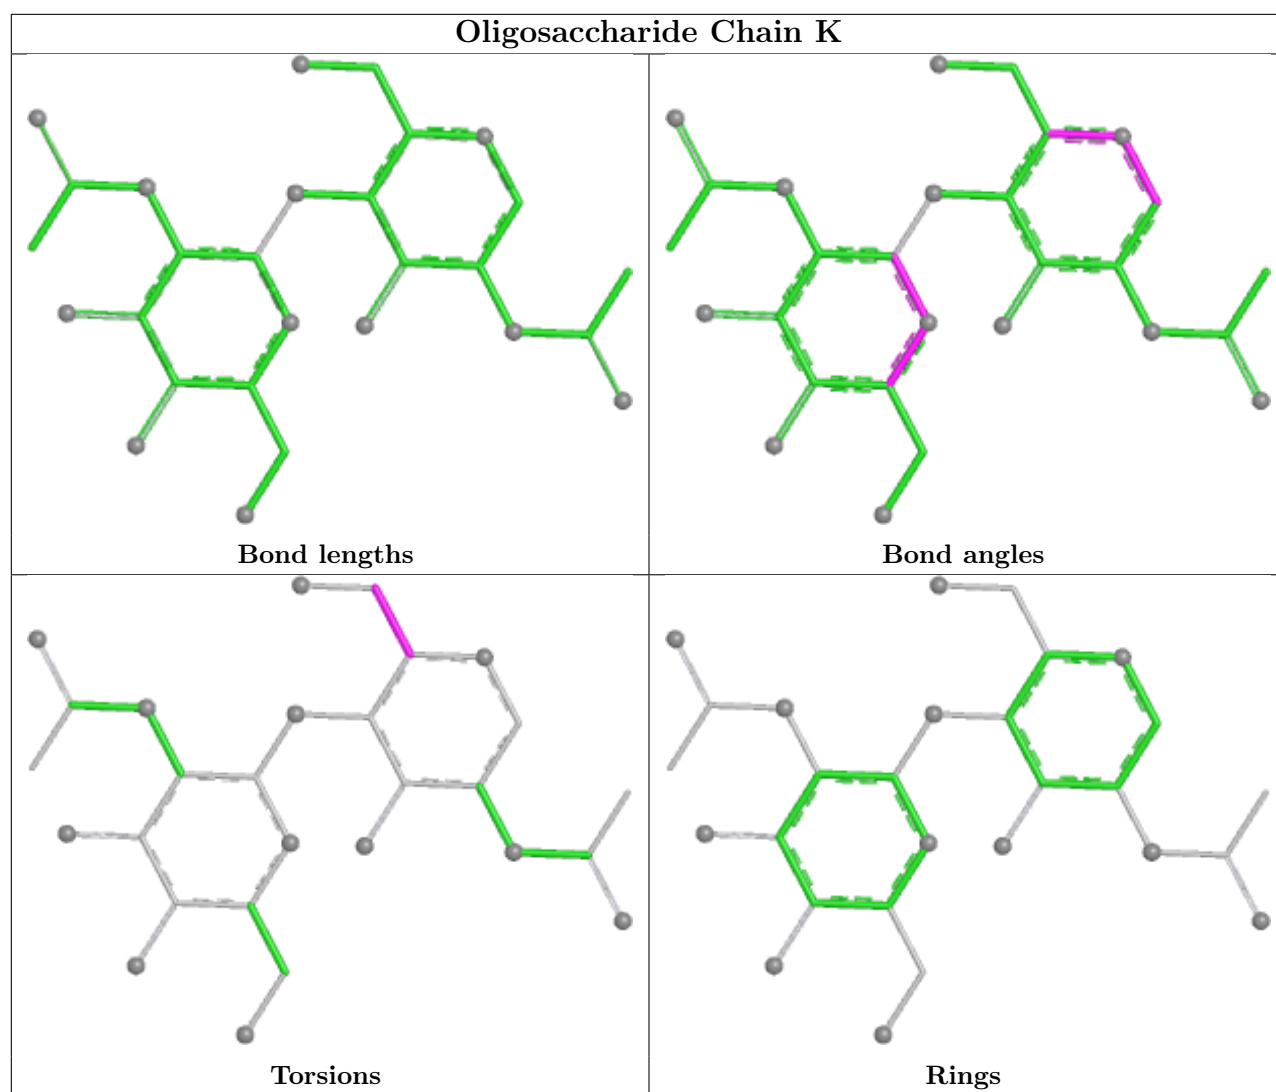 Oligosaccharide Chain K
Bond lengths
Bond angles
Torsions
Rings